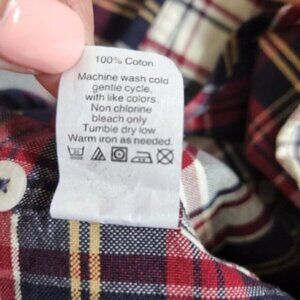 100% Coton
Machine wash cold
gentle cycle,
with like colors.
Non chlorine
bleach only
Tumble dry low.
Warm iron as needed.